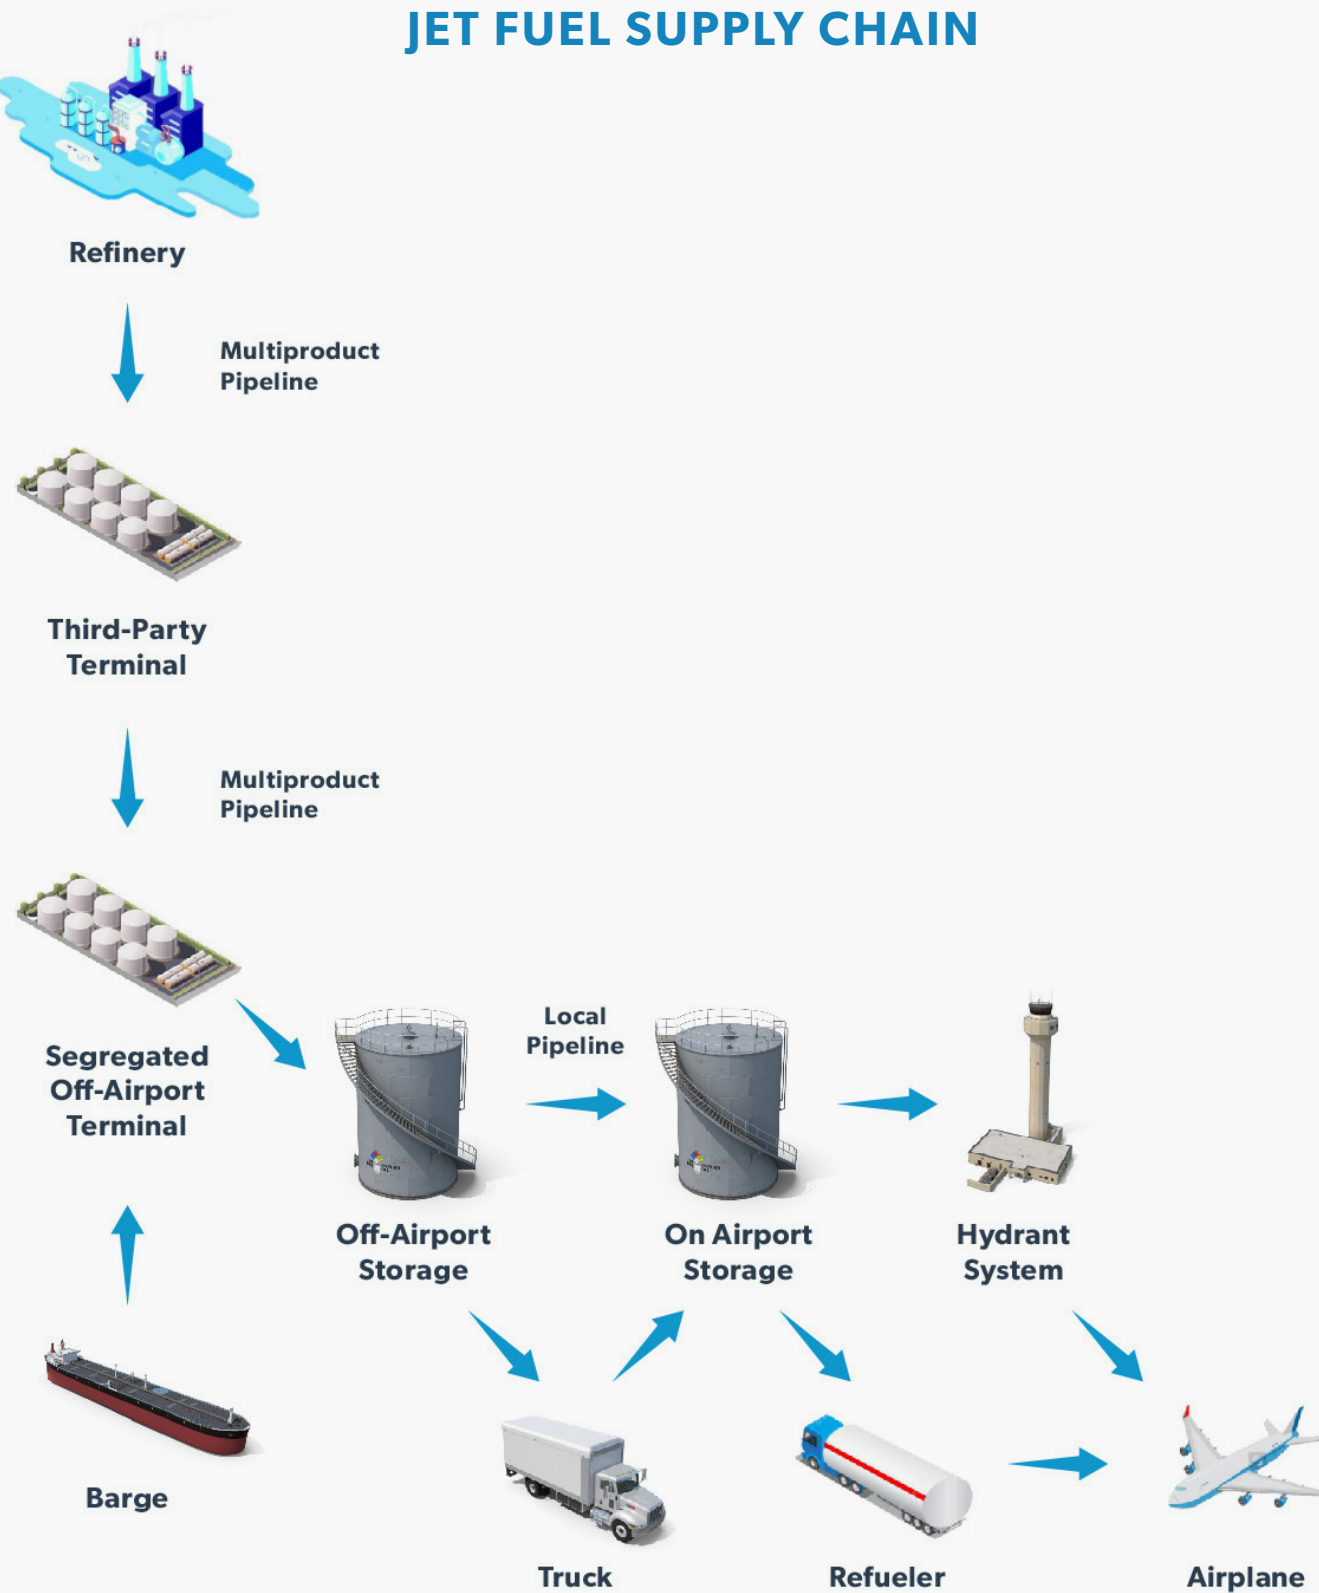 JET FUEL SUPPLY CHAIN
Refinery
Multiproduct
Pipeline
Third-Party
Terminal
Multiproduct
Pipeline
Segregated
Off-Airport
Terminal
Local
Pipeline
Off-Airport
Storage
On Airport
Storage
Hydrant
System
Barge
Truck
Refueler
Airplane